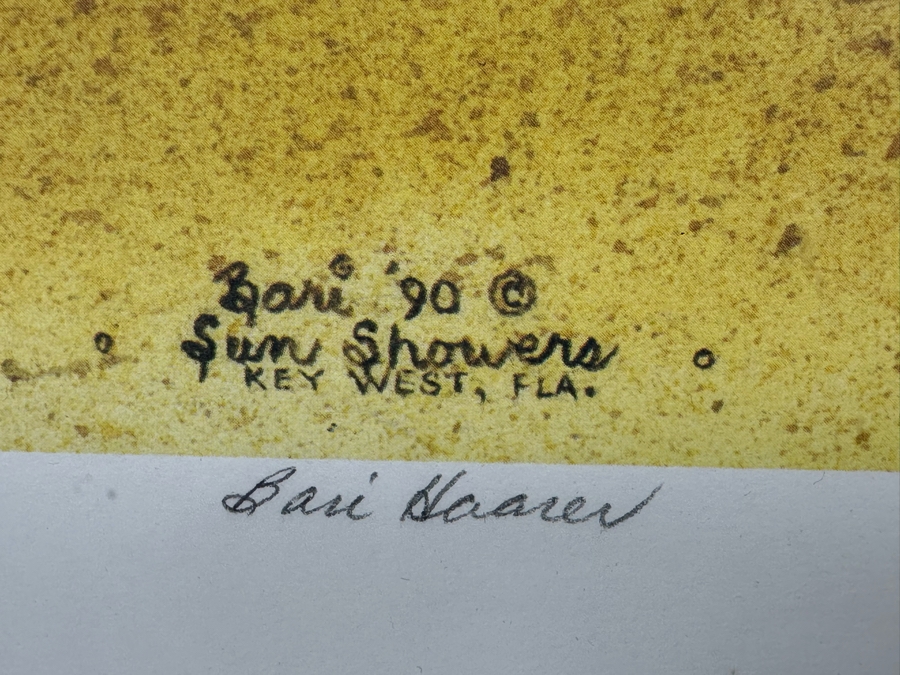 Bari '90 ©
Sun Showers
KEY WEST, FLA.
Bari Haarer